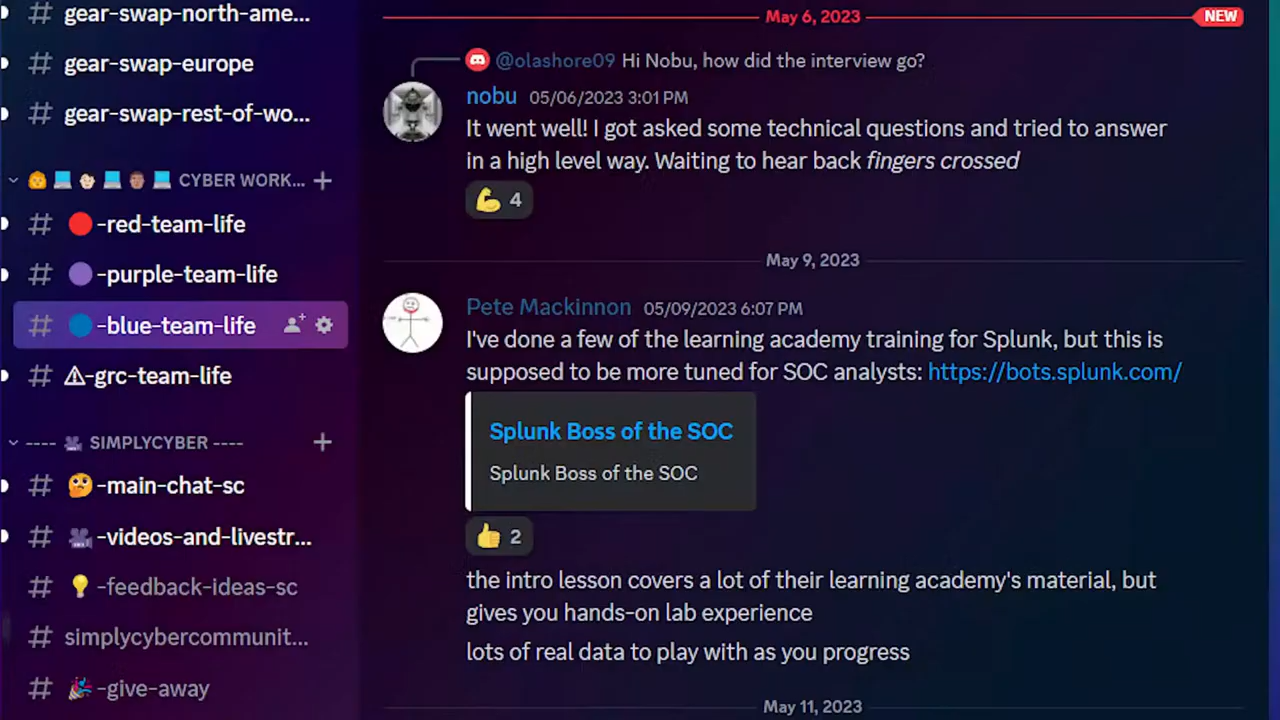 # gear-swap-north-ame...
# gear-swap-europe
# gear-swap-rest-of-wo...
CYBER WORK... +
# 🔴-red-team-life
# 🟣-purple-team-life
# 🔵-blue-team-life
# ⚠-grc-team-life
---- 🎥 SIMPLYCYBER ---- +
# 🤔-main-chat-sc
# 🎥-videos-and-livestr...
# 💡-feedback-ideas-sc
# simplycybercommunit...
# 🎉-give-away
May 6, 2023 NEW
@olashore09 Hi Nobu, how did the interview go?
nobu 05/06/2023 3:01 PM
It went well! I got asked some technical questions and tried to answer
in a high level way. Waiting to hear back fingers crossed
💪 4
May 9, 2023
Pete Mackinnon 05/09/2023 6:07 PM
I've done a few of the learning academy training for Splunk, but this is
supposed to be more tuned for SOC analysts: https://bots.splunk.com/
Splunk Boss of the SOC
Splunk Boss of the SOC
👍 2
the intro lesson covers a lot of their learning academy's material, but
gives you hands-on lab experience
lots of real data to play with as you progress
May 11, 2023